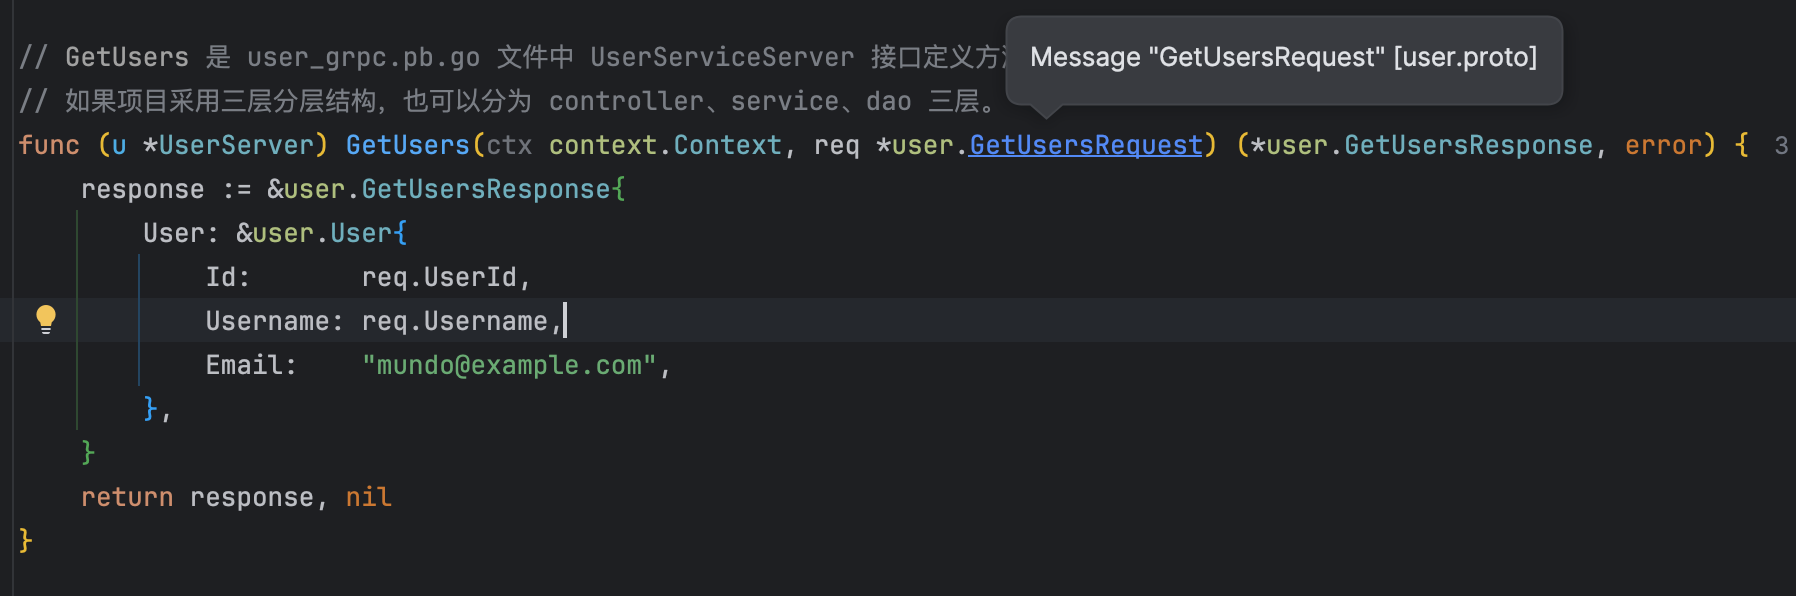 // GetUsers 是 user_grpc.pb.go 文件中 UserServiceServer 接口定义方
Message "GetUsersRequest" [user.proto]
// 如果项目采用三层分层结构，也可以分为 controller、service、dao 三层。
func (u *UserServer) GetUsers(ctx context.Context, req *user.GetUsersRequest) (*user.GetUsersResponse, error) { 3
    response := &user.GetUsersResponse{
        User: &user.User{
            Id:       req.UserId,
            Username: req.Username,
            Email:    "mundo@example.com",
        },
    }
    return response, nil
}